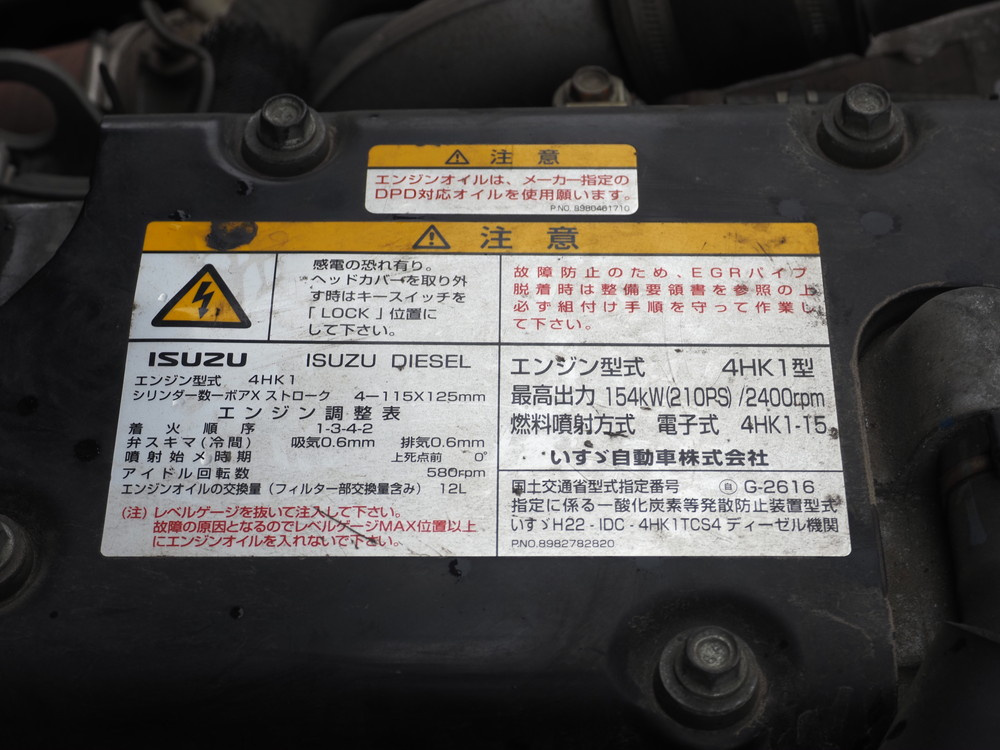 ⚠ 注意
エンジンオイルは、メーカー指定の
DPD対応オイルを使用願います。
P.NO. 8980461710
⚠ 注意
感電の恐れ有り。
ヘッドカバーを取り外
す時はキースイッチを
「LOCK」位置に
して下さい。
故障防止のため、EGRパイプ
脱着時は整備要領書を参照の上
必ず組付け手順を守って作業し
て下さい。
ISUZU ISUZU DIESEL
エンジン型式 4HK1
シリンダー数ーボアX ストローク 4－115X125mm
エンジン調整表
着火順序 1-3-4-2
弁スキマ(冷間) 吸気0.6mm 排気0.6mm
噴射始メ時期 上死点前 0°
アイドル回転数 580rpm
エンジンオイルの交換量(フィルター部交換量含み) 12L
(注)レベルゲージを抜いて注入して下さい。
故障の原因となるのでレベルゲージMAX位置以上
にエンジンオイルを入れないで下さい。
エンジン型式 4HK1型
最高出力 154kW(210PS) /2400rpm
燃料噴射方式 電子式 4HK1-T5
いすゞ自動車株式会社
国土交通省型式指定番号 ㉂ G-2616
指定に係る一酸化炭素等発散防止装置型式
いすゞH22 - IDC - 4HK1TCS4 ディーゼル機関
P.NO.8982782820